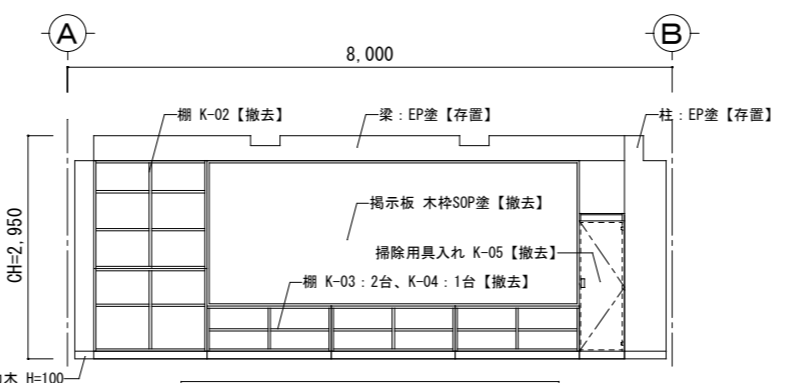 A
B
8,000
棚 K-02【撤去】
梁：EP塗【存置】
柱：EP塗【存置】
掲示板 木枠SOP塗【撤去】
CH=2,950
掃除用具入れ K-05【撤去】
棚 K-03：2台、K-04：1台【撤去】
木 H=100